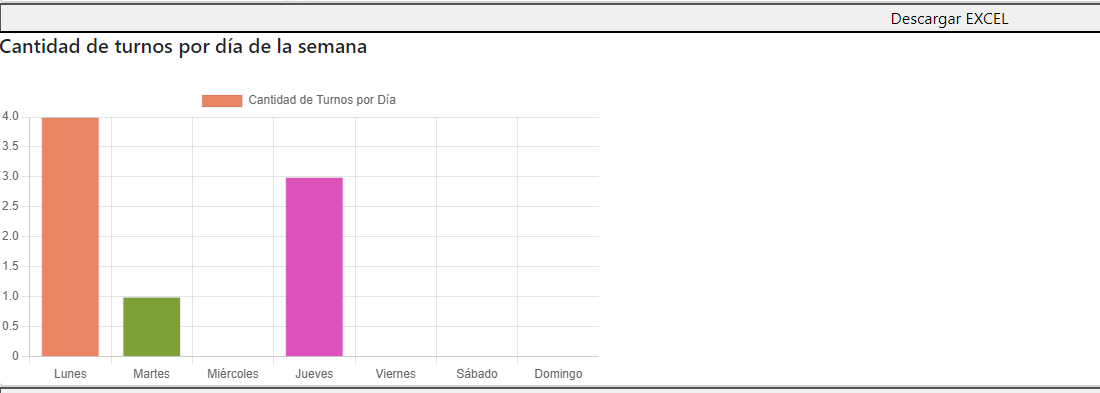 Descargar EXCEL
Cantidad de turnos por día de la semana
Cantidad de Turnos por Día
4.0
3.5
3.0
2.5
2.0
1.5
1.0
0.5
0
Lunes Martes Miércoles Jueves Viernes Sábado Domingo